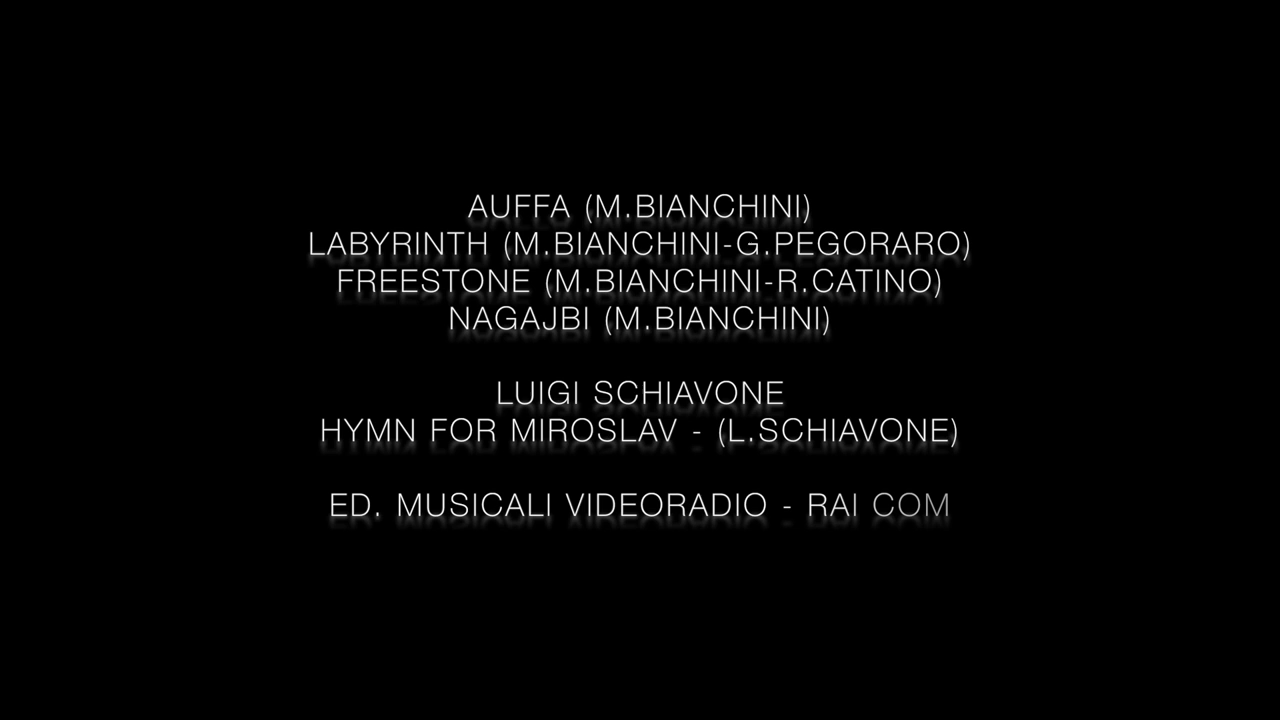 AUFFA (M.BIANCHINI)
LABYRINTH (M.BIANCHINI-G.PEGORARO)
FREESTONE (M.BIANCHINI-R.CATINO)
NAGAJBI (M.BIANCHINI)
LUIGI SCHIAVONE
HYMN FOR MIROSLAV - (L.SCHIAVONE)
ED. MUSICALI VIDEORADIO - RAI COM